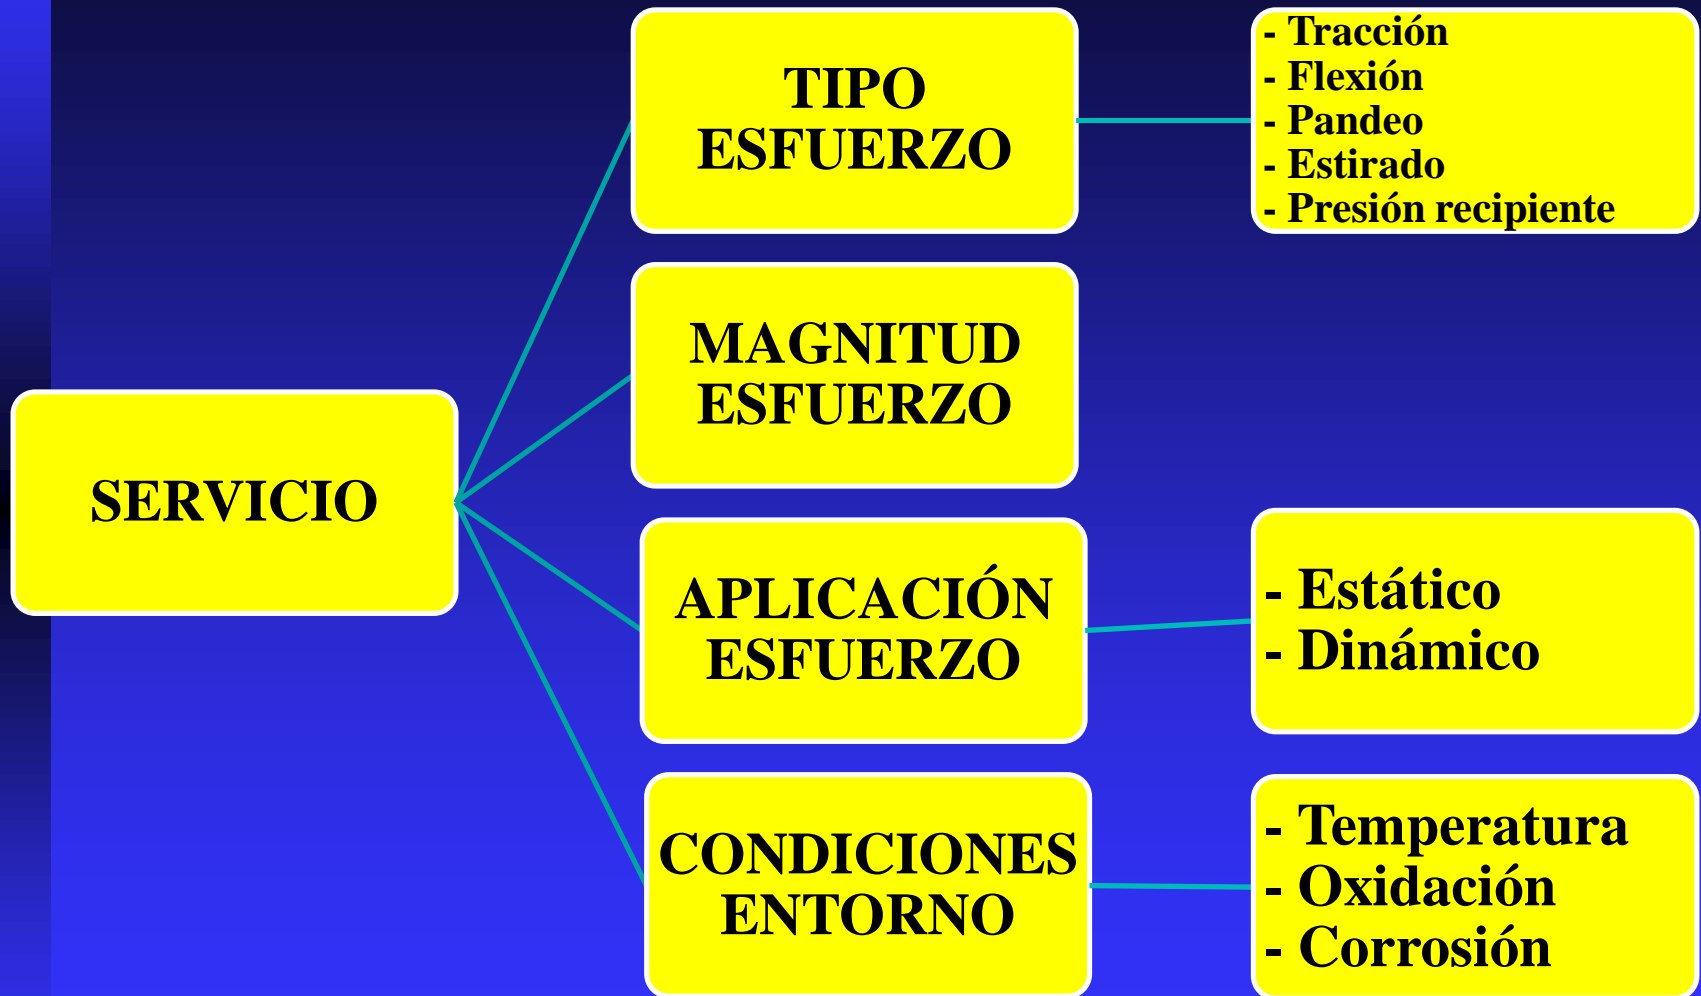 SERVICIO
TIPO
ESFUERZO
- Tracción
- Flexión
- Pandeo
- Estirado
- Presión recipiente
MAGNITUD
ESFUERZO
APLICACIÓN
ESFUERZO
- Estático
- Dinámico
CONDICIONES
ENTORNO
- Temperatura
- Oxidación
- Corrosión